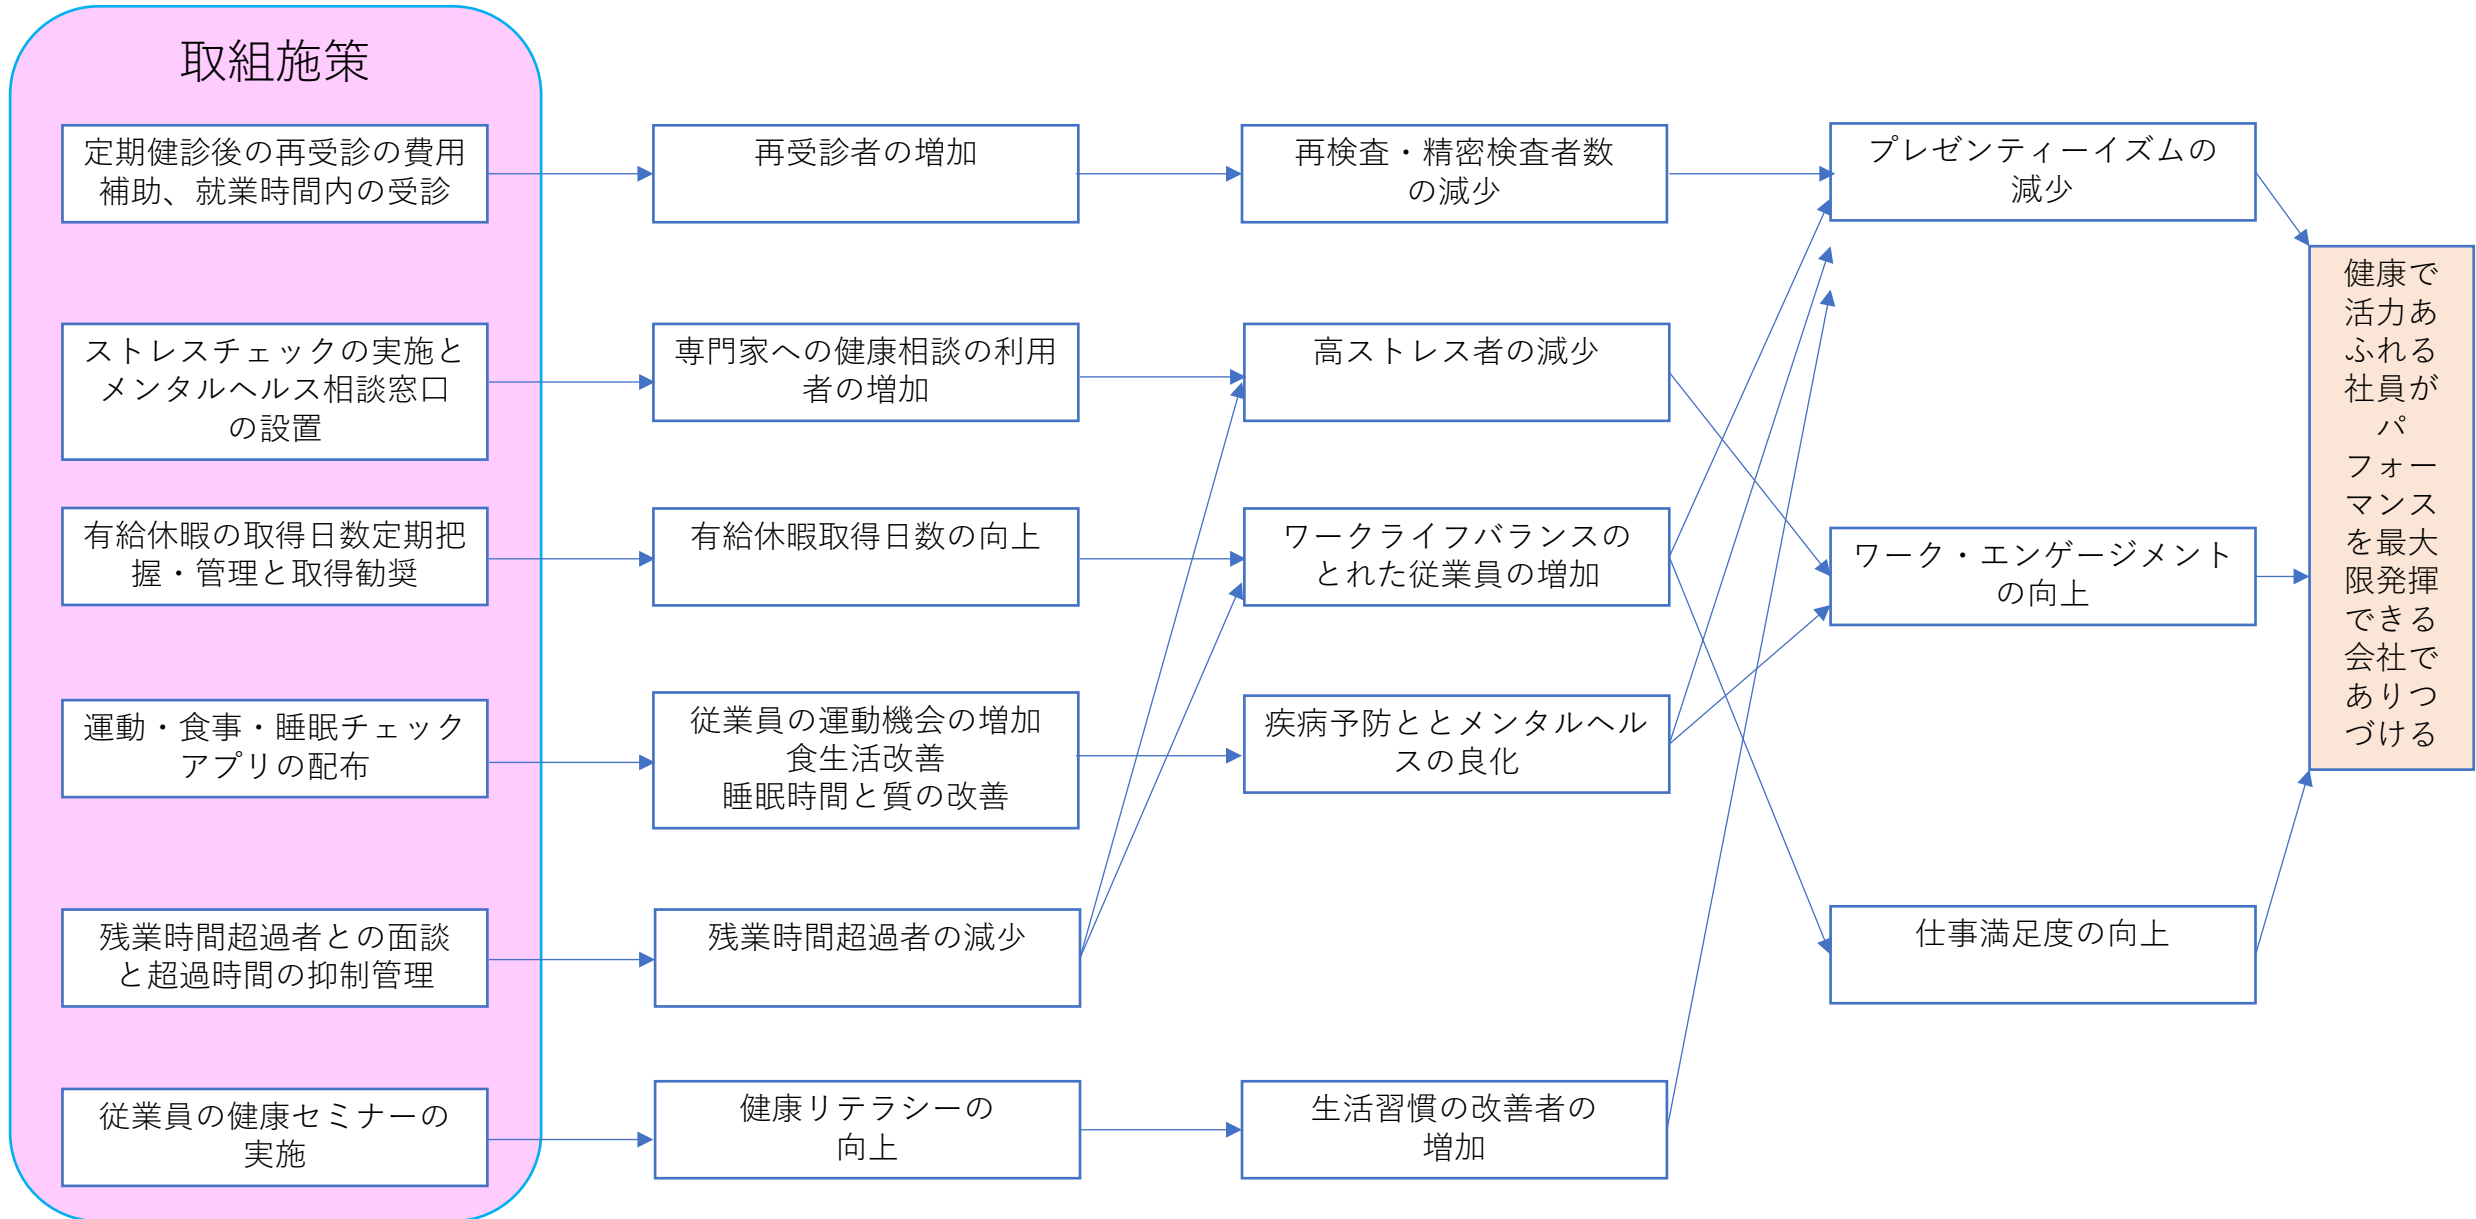 取組施策
定期健診後の再受診の費用
補助、就業時間内の受診
ストレスチェックの実施と
メンタルヘルス相談窓口
の設置
有給休暇の取得日数定期把
握・管理と取得勧奨
運動・食事・睡眠チェック
アプリの配布
残業時間超過者との面談
と超過時間の抑制管理
従業員の健康セミナーの
実施
再受診者の増加
専門家への健康相談の利用
者の増加
有給休暇取得日数の向上
従業員の運動機会の増加
食生活改善
睡眠時間と質の改善
残業時間超過者の減少
健康リテラシーの
向上
再検査・精密検査者数
の減少
高ストレス者の減少
ワークライフバランスの
とれた従業員の増加
疾病予防ととメンタルヘル
スの良化
生活習慣の改善者の
増加
プレゼンティーイズムの
減少
ワーク・エンゲージメント
の向上
仕事満足度の向上
健康で
活力あ
ふれる
社員が
パ
フォー
マンス
を最大
限発揮
できる
会社で
ありつ
づける